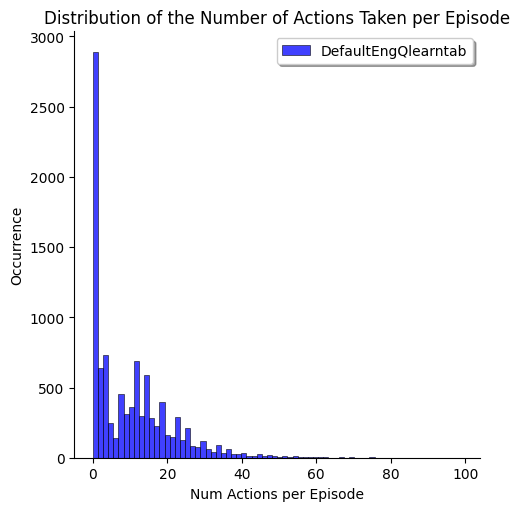 Distribution of the Number of Actions Taken per Episode
DefaultEngQlearntab
3000
2500
2000
1500
1000
500
0
Occurrence
0 20 40 60 80 100
Num Actions per Episode